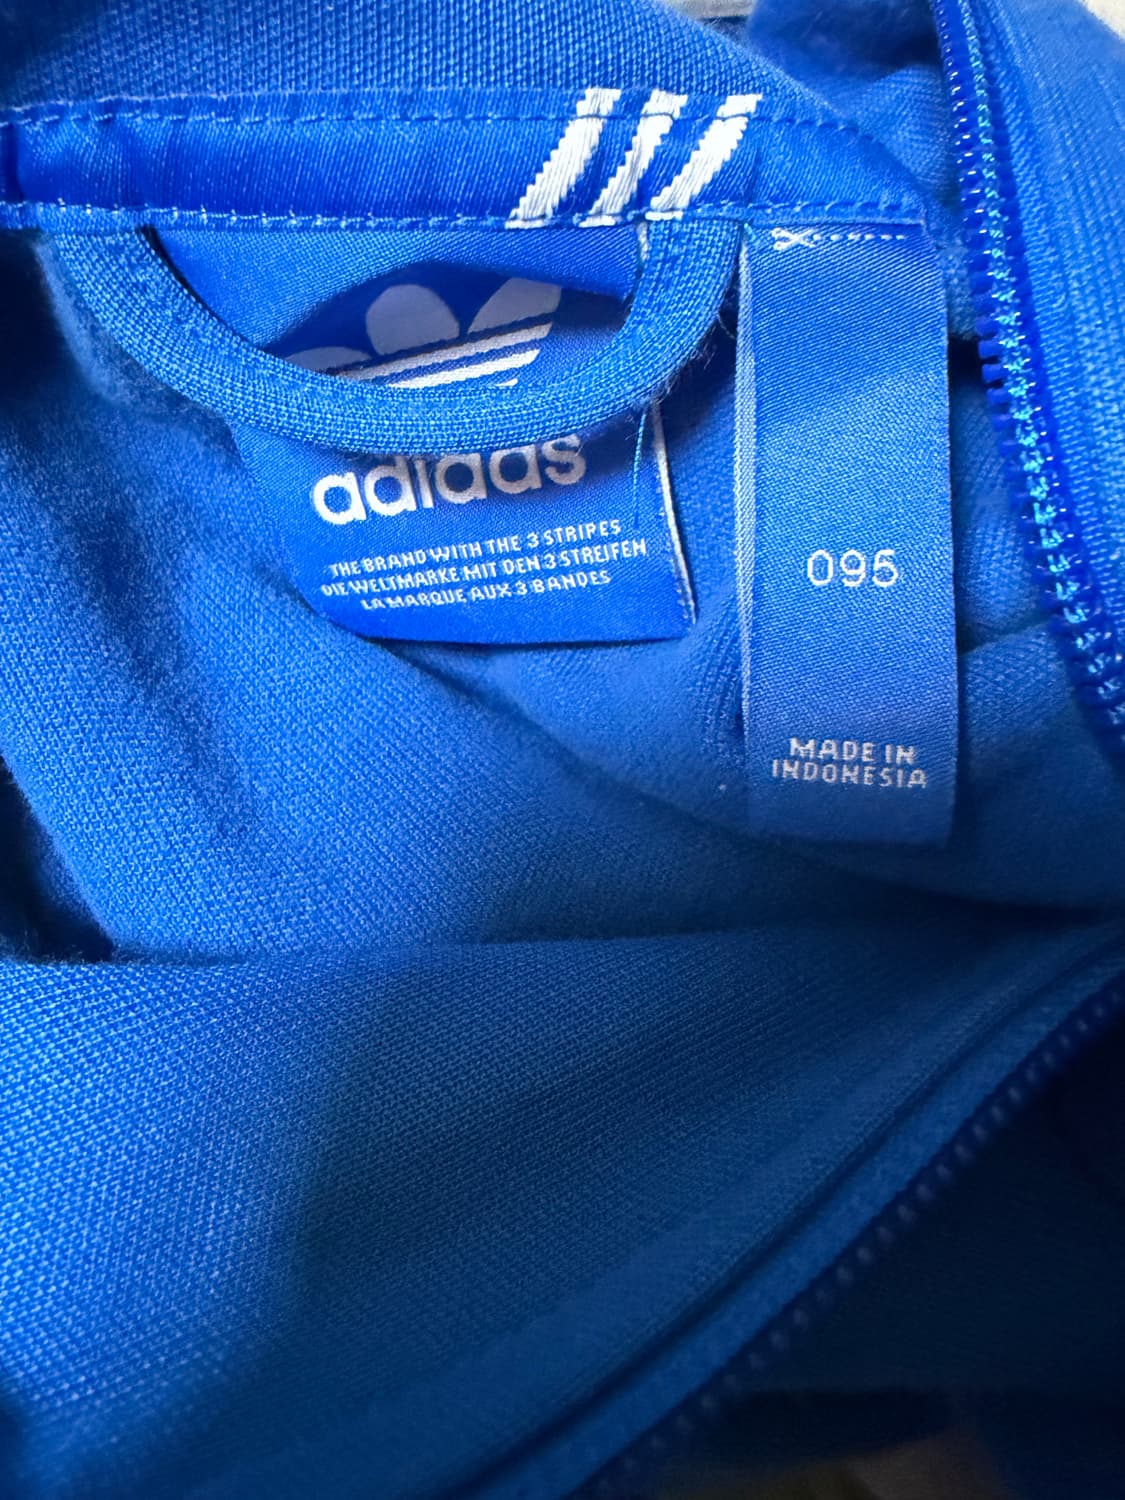 adidas
THE BRAND WITH THE 3 STRIPES
DIE WELTMARKE MIT DEN 3 STREIFEN
LA MARQUE AUX 3 BANDES
095
MADE IN
INDONESIA